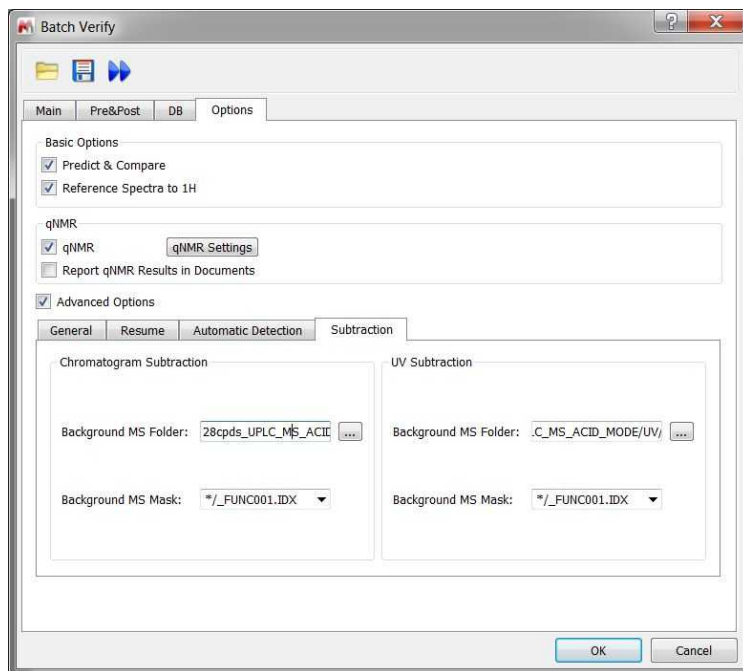 Batch Verify
Main Pre&Post DB Options
Basic Options
Predict & Compare
Reference Spectra to 1H
qNMR
qNMR qNMR Settings
Report qNMR Results in Documents
Advanced Options
General Resume Automatic Detection Subtraction
Chromatogram Subtraction UV Subtraction
Background MS Folder: 28cpds_UPLC_MS_ACID ... Background MS Folder: .C_MS_ACID_MODE/UV/ ...
Background MS Mask: */_FUNC001.IDX Background MS Mask: */_FUNC001.IDX
OK Cancel